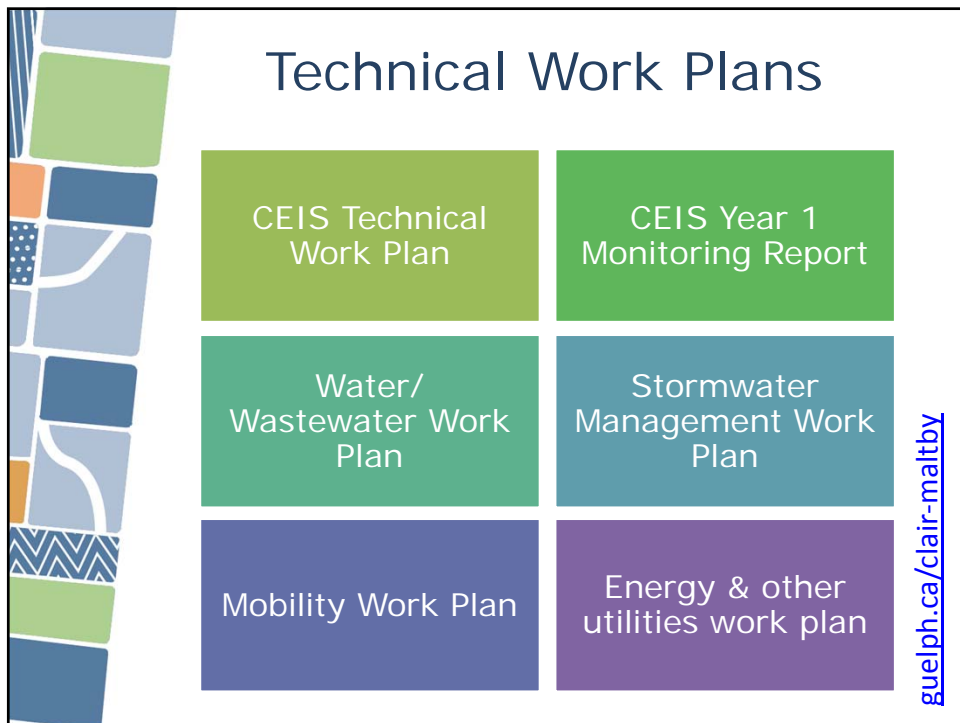 Technical Work Plans
CEIS Technical
Work Plan
CEIS Year 1
Monitoring Report
Water/
Wastewater Work
Plan
Stormwater
Management Work
Plan
Mobility Work Plan
Energy & other
utilities work plan
guelph.ca/clair-maltby